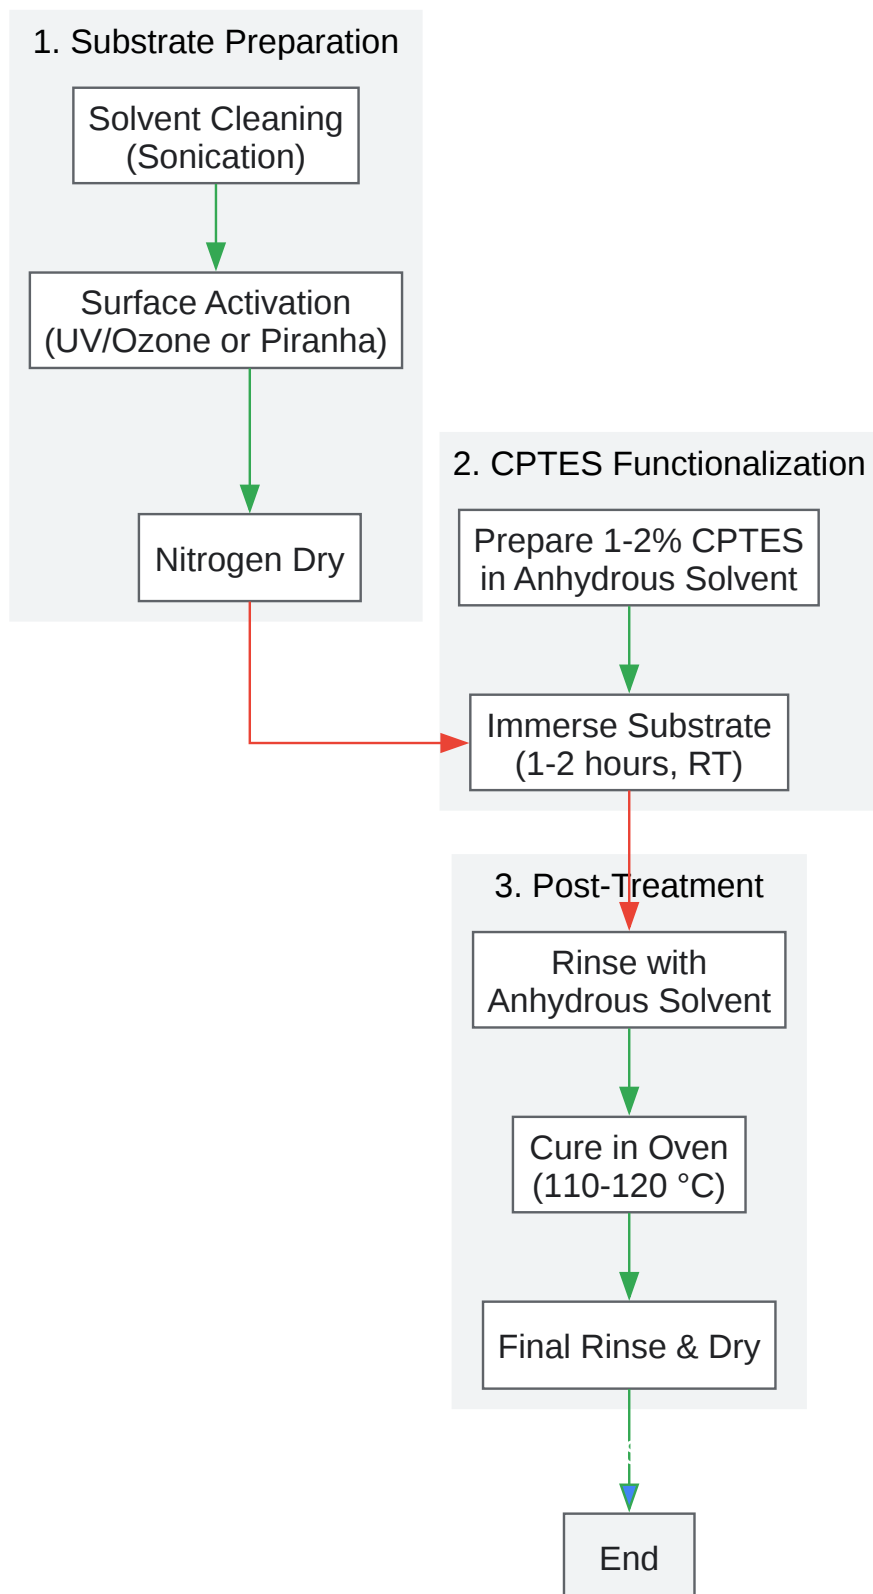 1. Substrate Preparation
Solvent Cleaning
(Sonication)
Surface Activation
(UV/Ozone or Piranha)
Nitrogen Dry
2. CPTES Functionalization
Prepare 1-2% CPTES
in Anhydrous Solvent
Immerse Substrate
(1-2 hours, RT)
3. Post-Treatment
Rinse with
Anhydrous Solvent
Cure in Oven
(110-120 °C)
Final Rinse & Dry
End